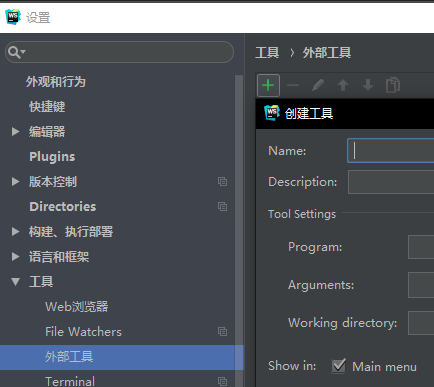 WS 设置
工具 › 外部工具
外观和行为
快捷键
编辑器
Plugins
版本控制
Directories
构建、执行部署
语言和框架
工具
Web浏览器
File Watchers
外部工具
Terminal
WS 创建工具
Name:
Description:
Tool Settings
Program:
Arguments:
Working directory:
Show in: Main menu